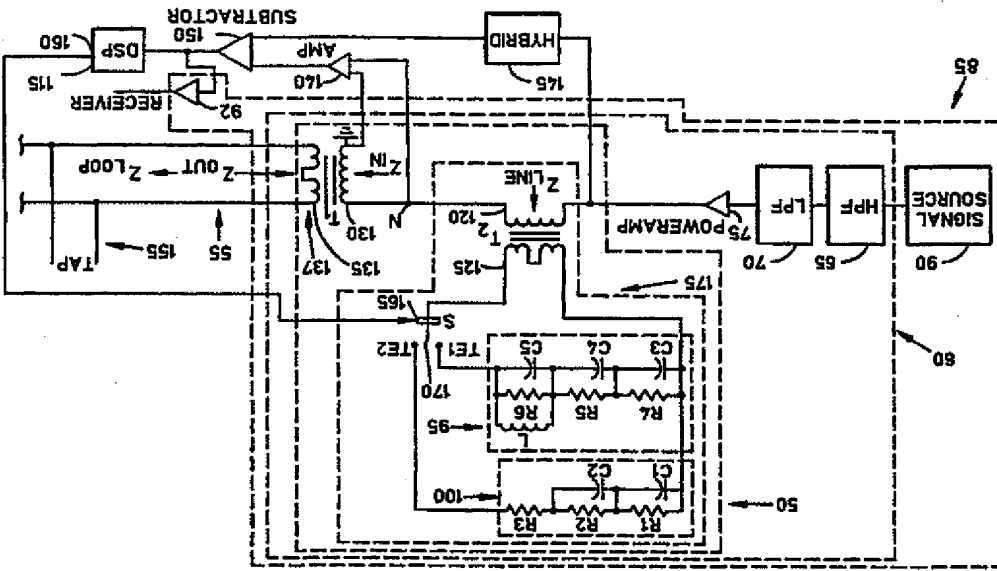 R1 R2 R3
50
100
C1 C2
L
95
R4 R5 R6
170
60
C3 C4 C5
TE1 TE2
S
165
175
90 65 70
125
137 135 TAP
75
T2
130
155
55
SIGNAL SOURCE
HPF
LPF
POWERAMP
120
N
Z LINE
Z IN
T
Z OUT
Z LOOP
85
145
140
92
RECEIVER
115
160
HYBRID
AMP
DSP
150
SUBTRACTOR